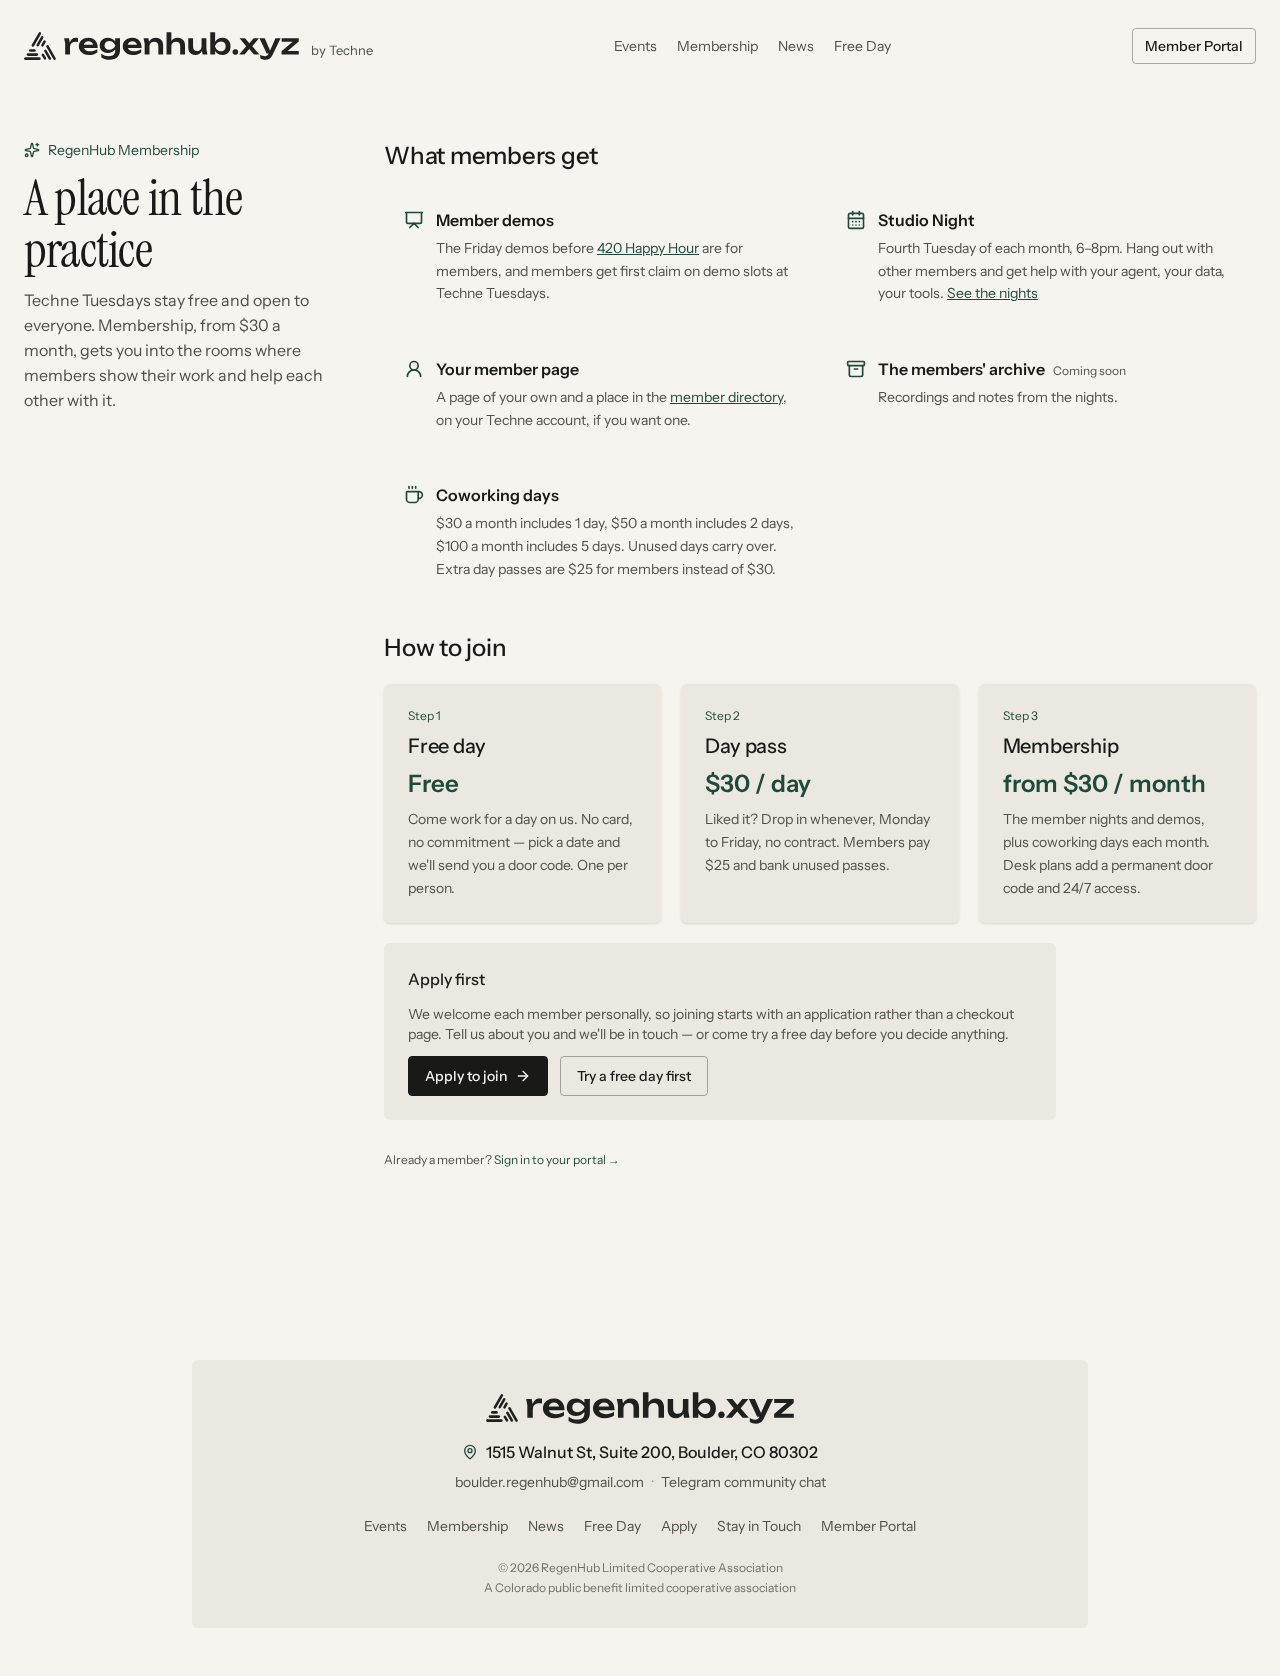 regenhub.xyz by Techne
Events Membership News Free Day
Member Portal
RegenHub Membership
A place in the
practice
Techne Tuesdays stay free and open to
everyone. Membership, from $30 a
month, gets you into the rooms where
members show their work and help each
other with it.
What members get
Member demos
The Friday demos before 420 Happy Hour are for
members, and members get first claim on demo slots at
Techne Tuesdays.
Studio Night
Fourth Tuesday of each month, 6–8pm. Hang out with
other members and get help with your agent, your data,
your tools. See the nights
Your member page
A page of your own and a place in the member directory,
on your Techne account, if you want one.
The members' archive Coming soon
Recordings and notes from the nights.
Coworking days
$30 a month includes 1 day, $50 a month includes 2 days,
$100 a month includes 5 days. Unused days carry over.
Extra day passes are $25 for members instead of $30.
How to join
Step 1
Free day
Free
Come work for a day on us. No card,
no commitment — pick a date and
we'll send you a door code. One per
person.
Step 2
Day pass
$30 / day
Liked it? Drop in whenever, Monday
to Friday, no contract. Members pay
$25 and bank unused passes.
Step 3
Membership
from $30 / month
The member nights and demos,
plus coworking days each month.
Desk plans add a permanent door
code and 24/7 access.
Apply first
We welcome each member personally, so joining starts with an application rather than a checkout
page. Tell us about you and we'll be in touch — or come try a free day before you decide anything.
Apply to join →
Try a free day first
Already a member? Sign in to your portal →
regenhub.xyz
1515 Walnut St, Suite 200, Boulder, CO 80302
boulder.regenhub@gmail.com · Telegram community chat
Events Membership News Free Day Apply Stay in Touch Member Portal
© 2026 RegenHub Limited Cooperative Association
A Colorado public benefit limited cooperative association